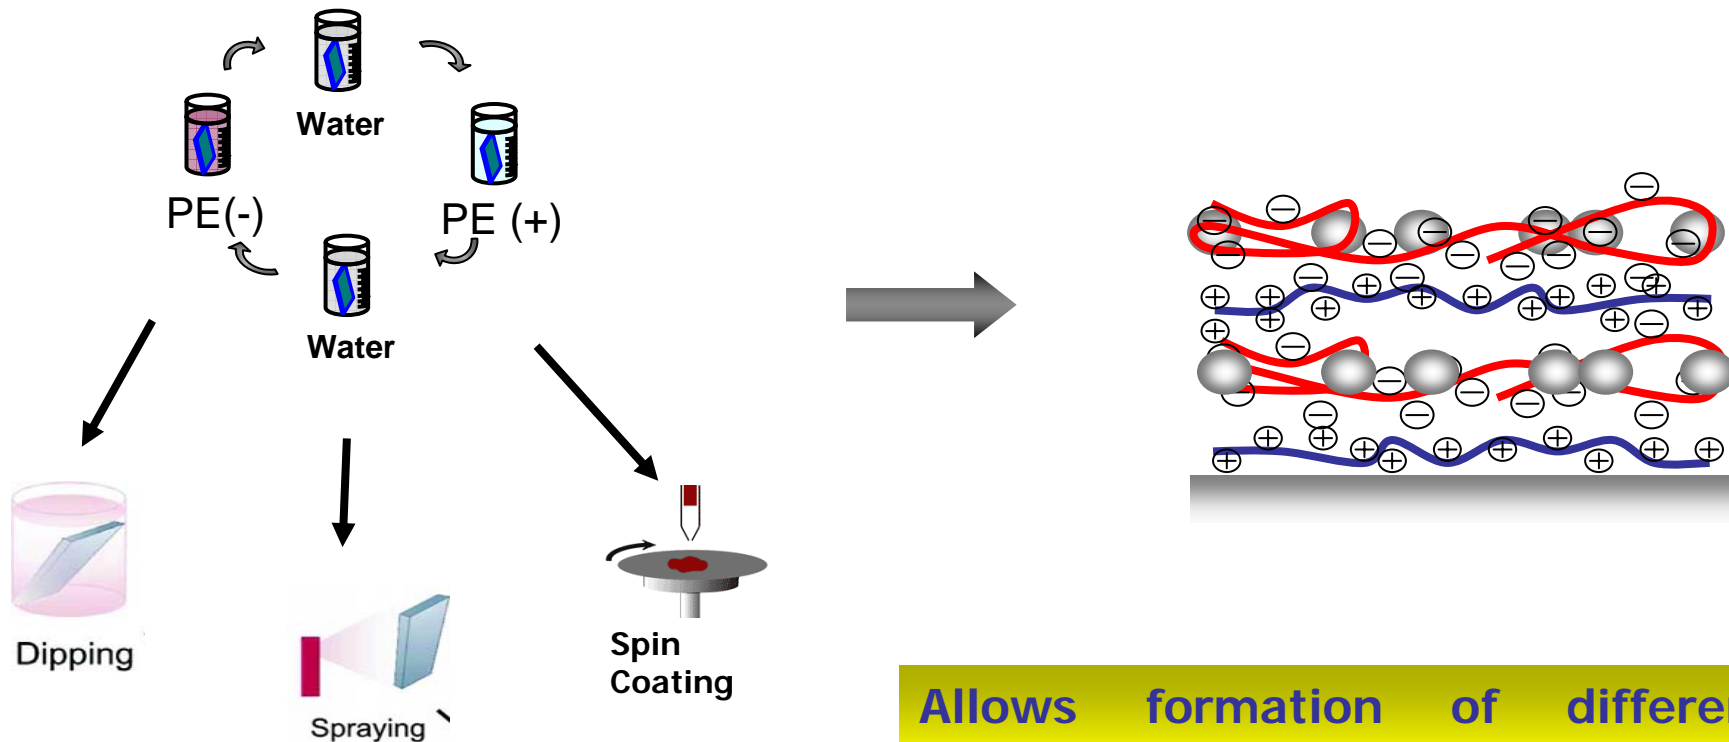 Water
PE(-)
PE (+)
Water
Dipping
Spraying
Spin
Coating
Allows formation of